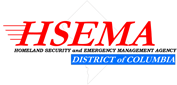 HSEMA
HOMELAND SECURITY and EMERGENCY MANAGEMENT AGENCY
DISTRICT of COLUMBIA